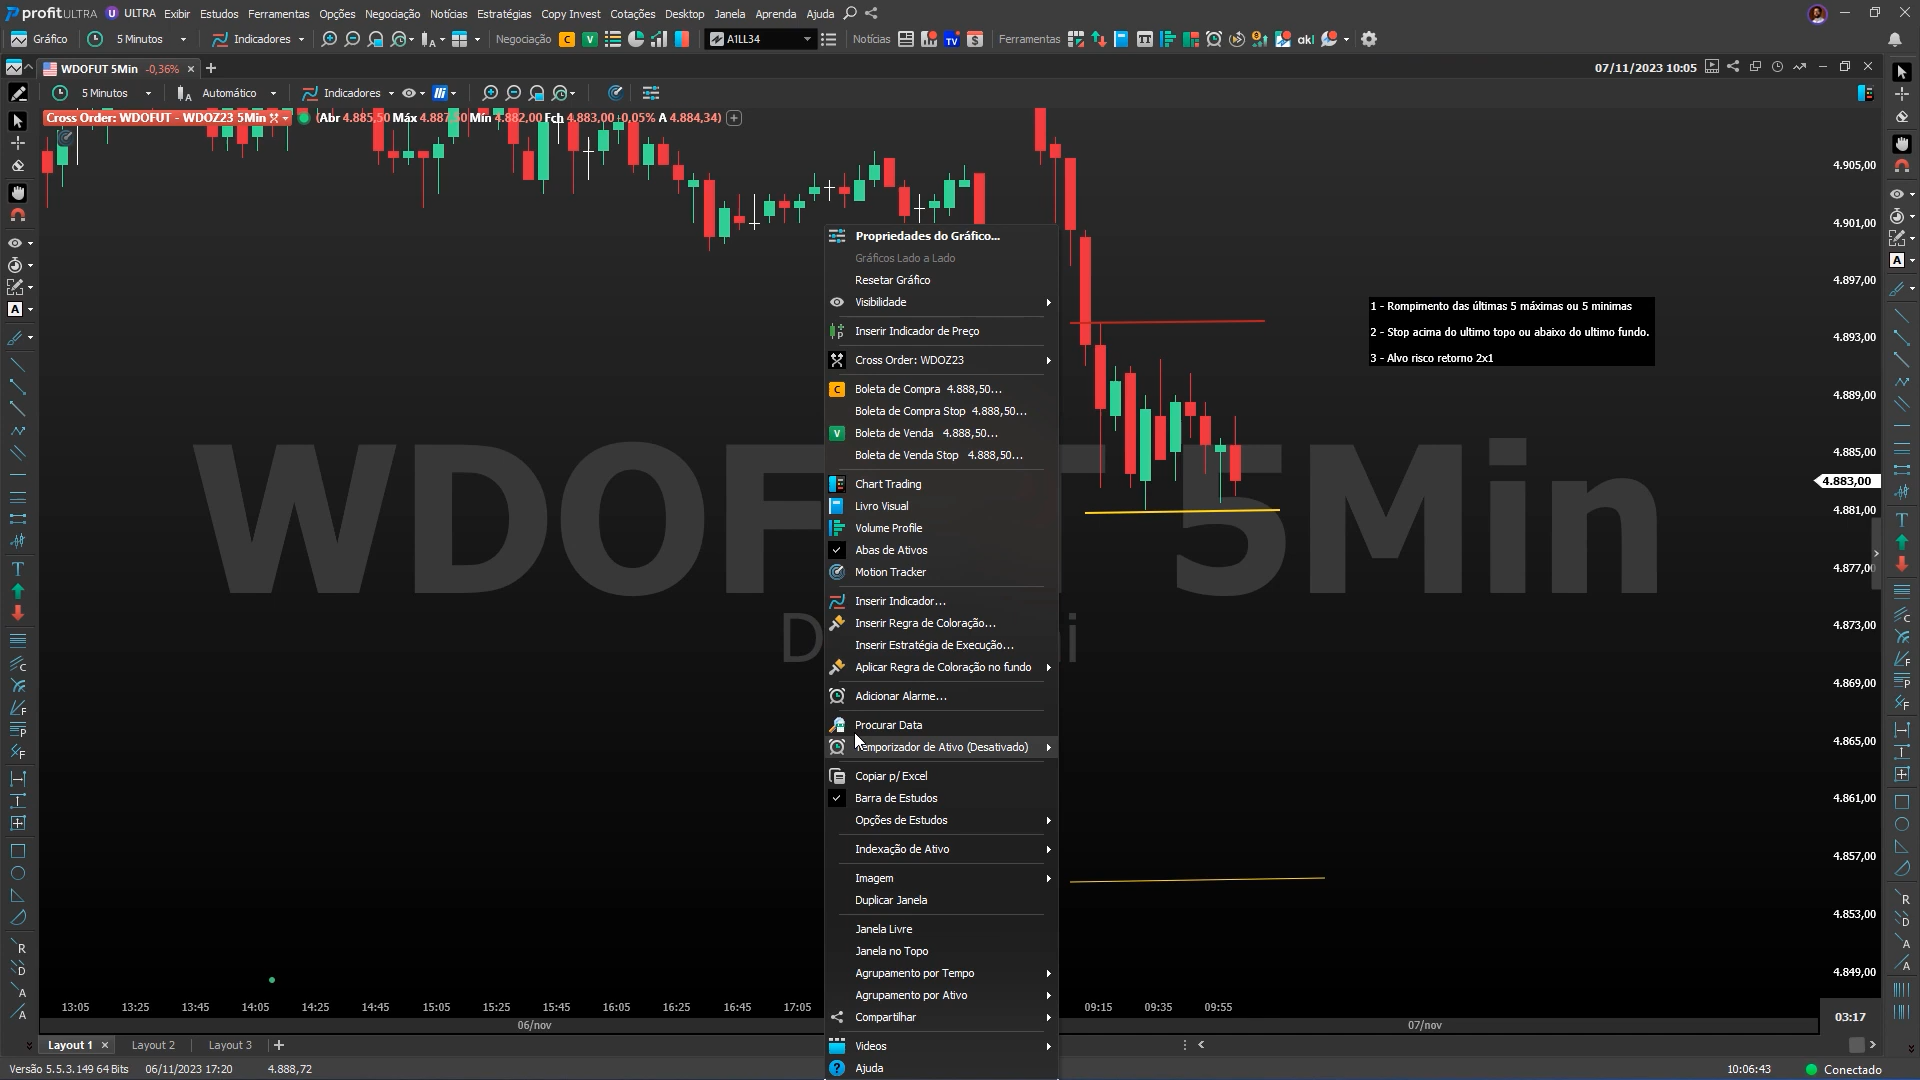 profitULTRA U ULTRA Exibir Estudos Ferramentas Opções Negociação Notícias Estratégias Copy Invest Cotações Desktop Janela Aprenda Ajuda
Gráfico 5 Minutos Indicadores Negociação C V A1LL34 Notícias TV $ Ferramentas akl
WDOFUT 5Min -0,36% × +
07/11/2023 10:05
5 Minutos Automático Indicadores
Cross Order: WDOFUT - WDOZ23 5Min (Abr 4.885,50 Máx 4.887,50 Mín 4.882,00 Fch 4.883,00 +0,05% A 4.884,34)
4.905,00
4.901,00
4.897,00
4.893,00
4.889,00
4.885,00
4.883,00
4.881,00
4.877,00
4.873,00
4.869,00
4.865,00
4.861,00
4.857,00
4.853,00
4.849,00
1 - Rompimento das últimas 5 máximas ou 5 minimas
2 - Stop acima do ultimo topo ou abaixo do ultimo fundo.
3 - Alvo risco retorno 2x1
5Min
Propriedades do Gráfico...
Gráficos Lado a Lado
Resetar Gráfico
Visibilidade
Inserir Indicador de Preço
Cross Order: WDOZ23
C Boleta de Compra 4.888,50...
Boleta de Compra Stop 4.888,50...
V Boleta de Venda 4.888,50...
Boleta de Venda Stop 4.888,50...
Chart Trading
Livro Visual
Volume Profile
Abas de Ativos
Motion Tracker
Inserir Indicador...
Inserir Regra de Coloração...
Inserir Estratégia de Execução...
Aplicar Regra de Coloração no fundo
Adicionar Alarme...
Procurar Data
Temporizador de Ativo (Desativado)
Copiar p/ Excel
Barra de Estudos
Opções de Estudos
Indexação de Ativo
Imagem
Duplicar Janela
Janela Livre
Janela no Topo
Agrupamento por Tempo
Agrupamento por Ativo
Compartilhar
Videos
Ajuda
13:05 13:25 13:45 14:05 14:25 14:45 15:05 15:25 15:45 16:05 16:25 16:45 17:05 09:15 09:35 09:55
03:17
06/nov 07/nov
Layout 1 × Layout 2 Layout 3 +
Versão 5.5.3.149 64 Bits 06/11/2023 17:20 4.888,72 10:06:43 Conectado